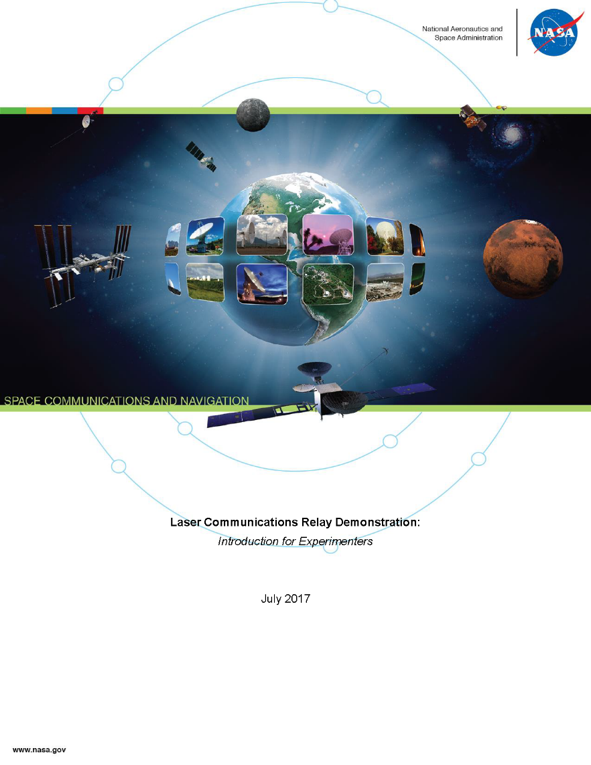 National Aeronautics and
Space Administration
NASA
SPACE COMMUNICATIONS AND NAVIGATION
Laser Communications Relay Demonstration:
Introduction for Experimenters
July 2017
www.nasa.gov